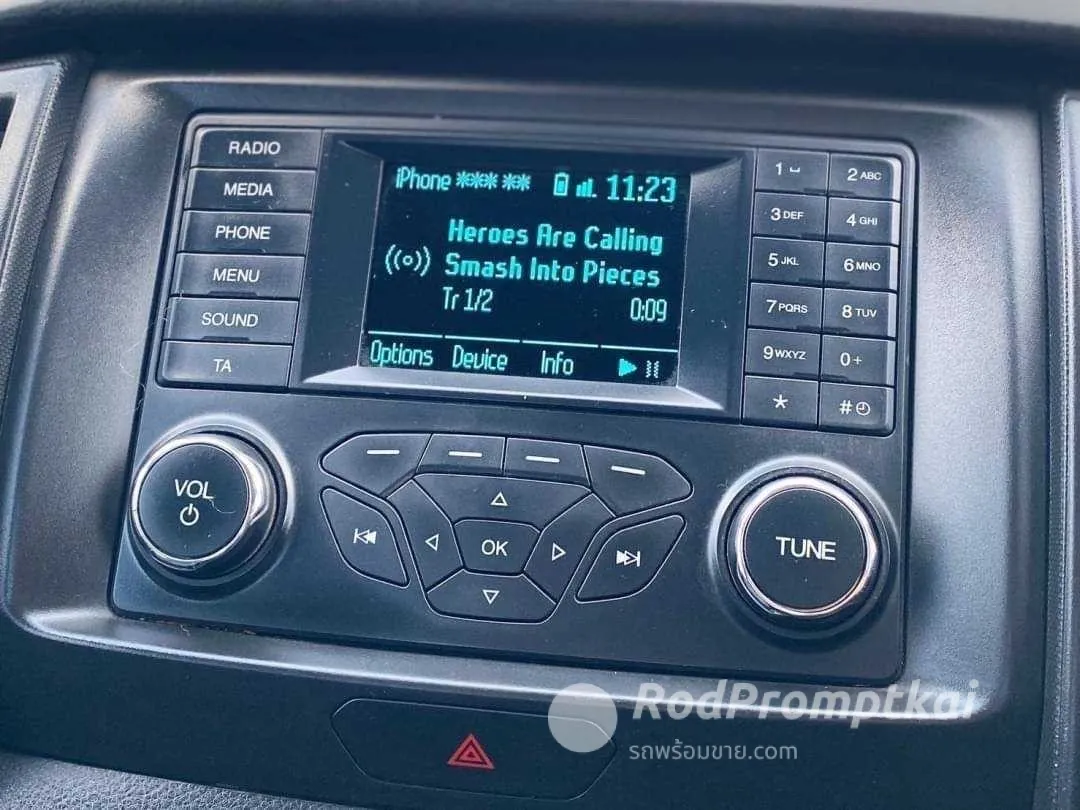 RADIO
MEDIA
PHONE
MENU
SOUND
TA
iPhone *** ** 11:23
Heroes Are Calling
Smash Into Pieces
Tr 1/2 0:09
Options Device Info
1
2 ABC
3 DEF
4 GHI
5 JKL
6 MNO
7 PQRS
8 TUV
9 WXYZ
0 +
*
#
VOL
OK
TUNE
RodPromptkai
รถพร้อมขาย.com